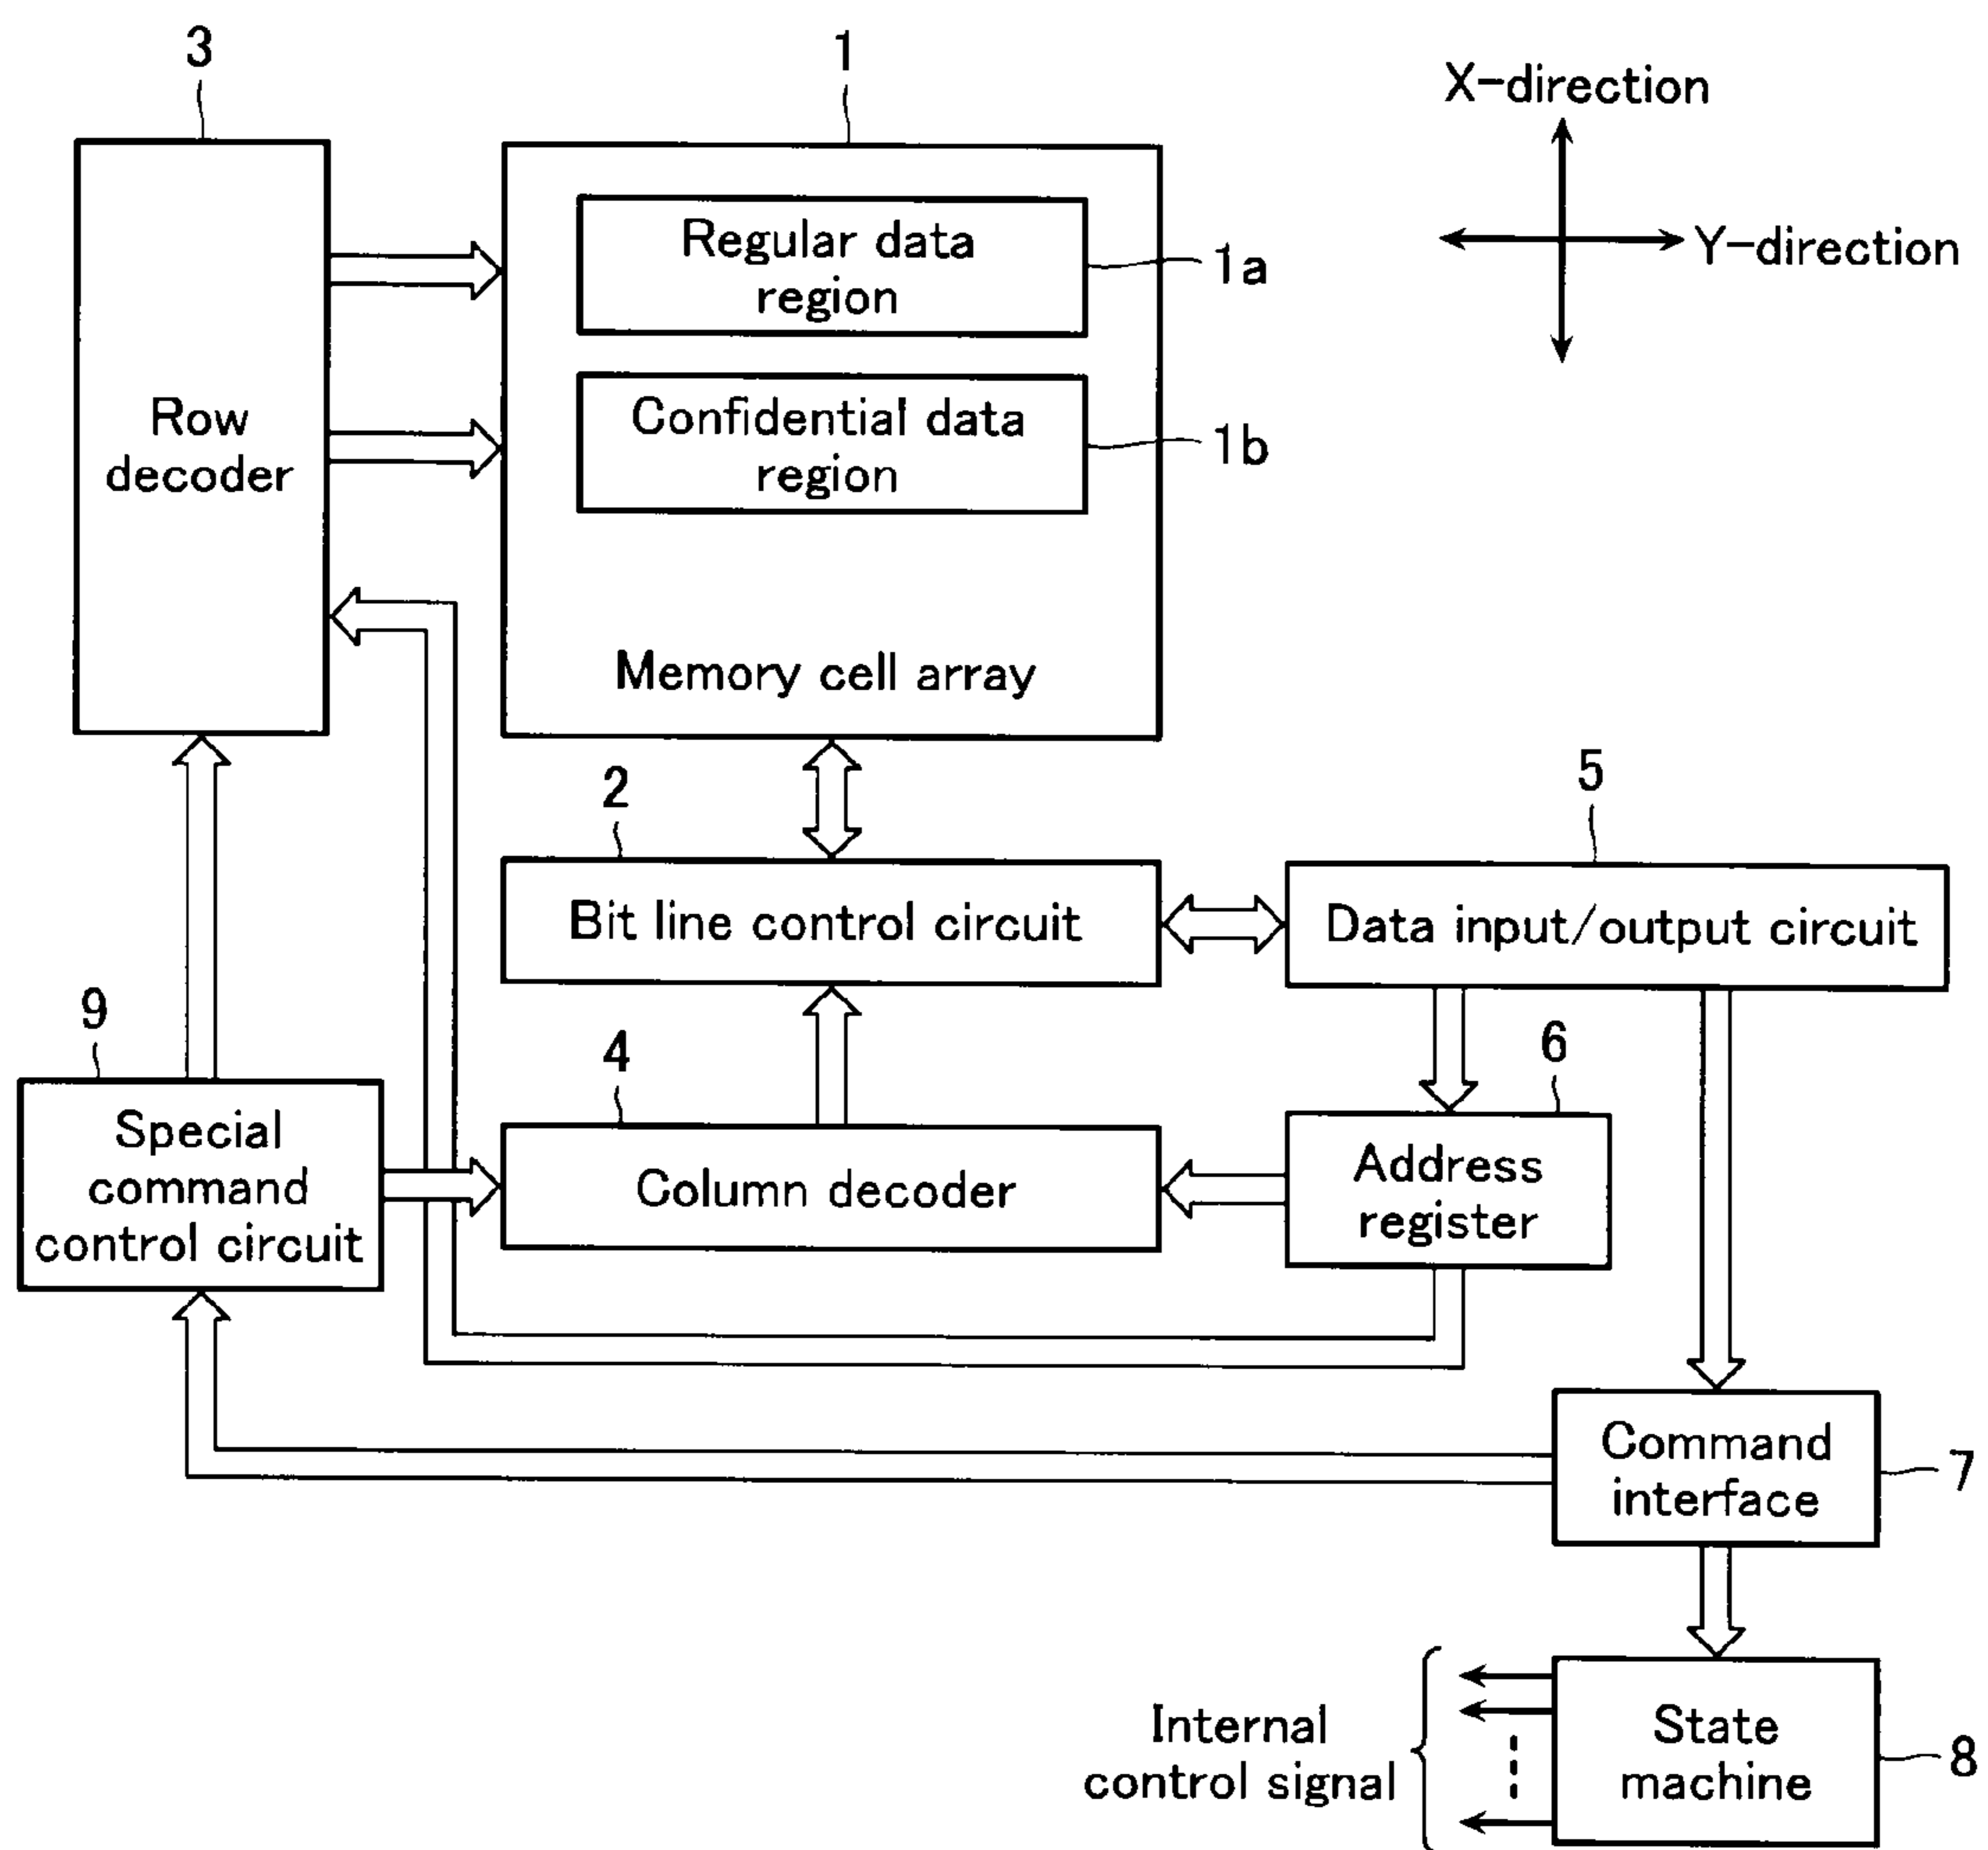 3
1
X-direction
Y-direction
Regular data
region
1a
Confidential data
region
1b
Row
decoder
Memory cell array
2
5
Bit line control circuit
Data input/output circuit
9
4
6
Special
command
control circuit
Column decoder
Address
register
Command
interface
7
Internal
control signal
State
machine
8